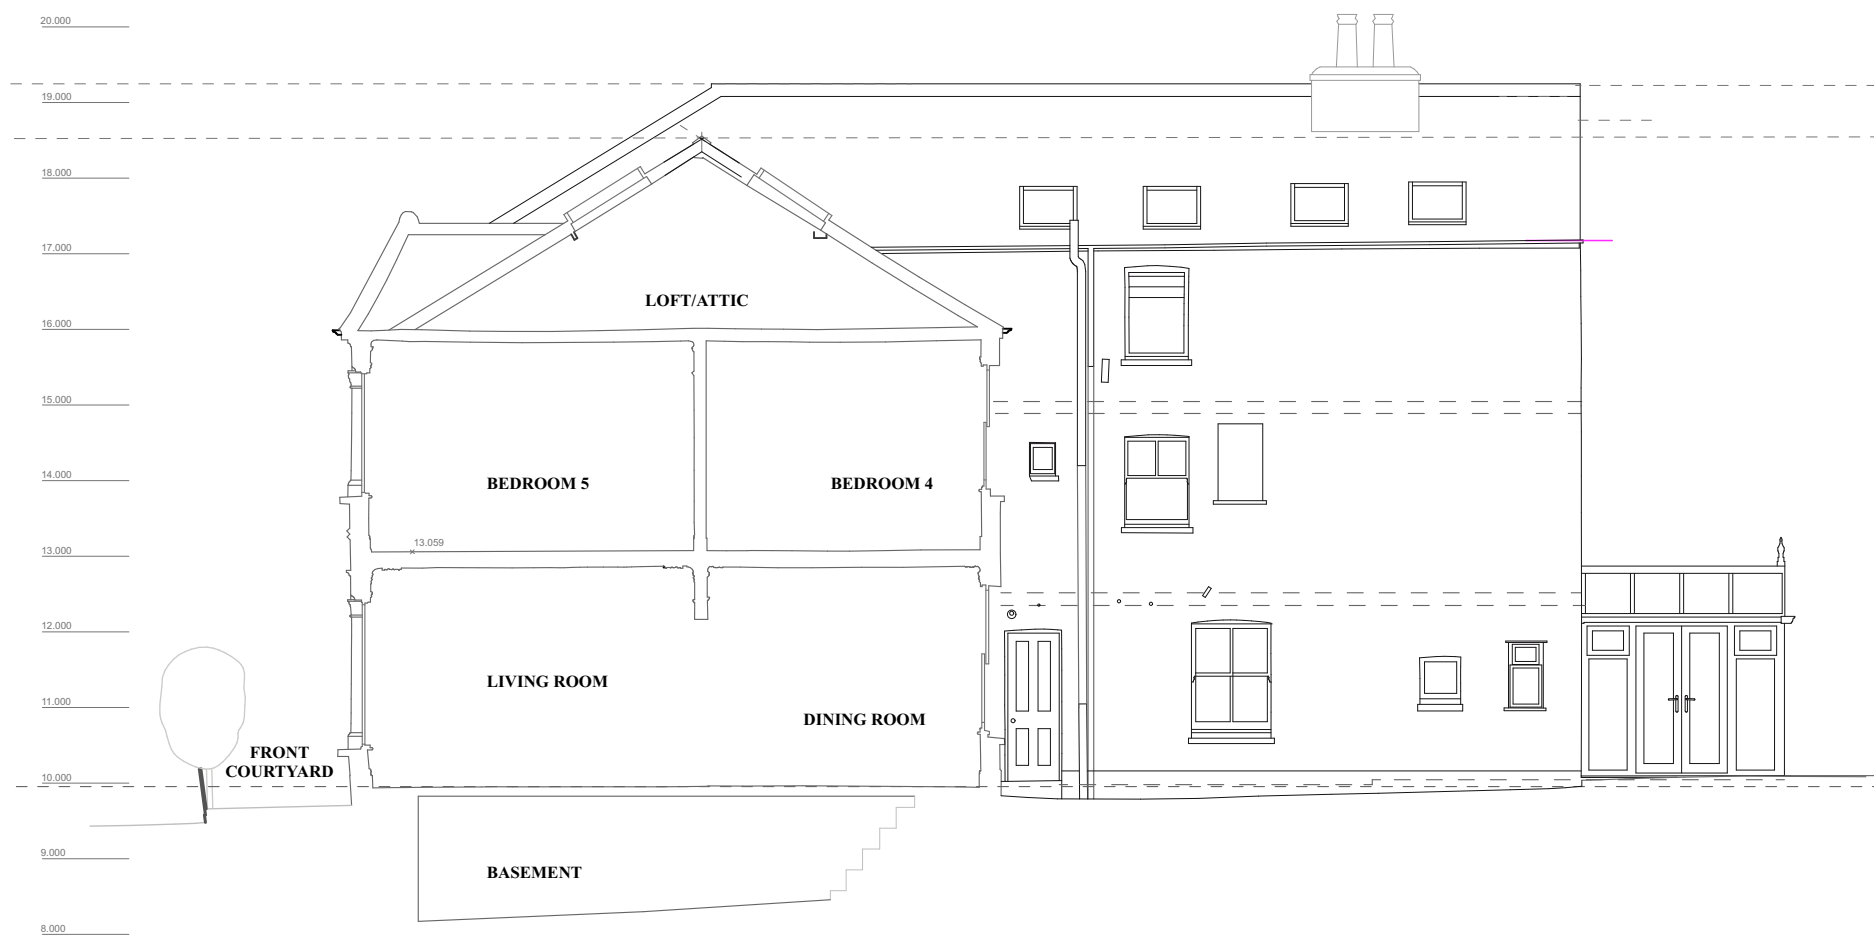 20.000
19.000
18.000
17.000
LOFT/ATTIC
16.000
15.000
14.000
BEDROOM 5
BEDROOM 4
13.059
13.000
12.000
LIVING ROOM
11.000
DINING ROOM
FRONT
COURTYARD
10.000
9.000
BASEMENT
8.000